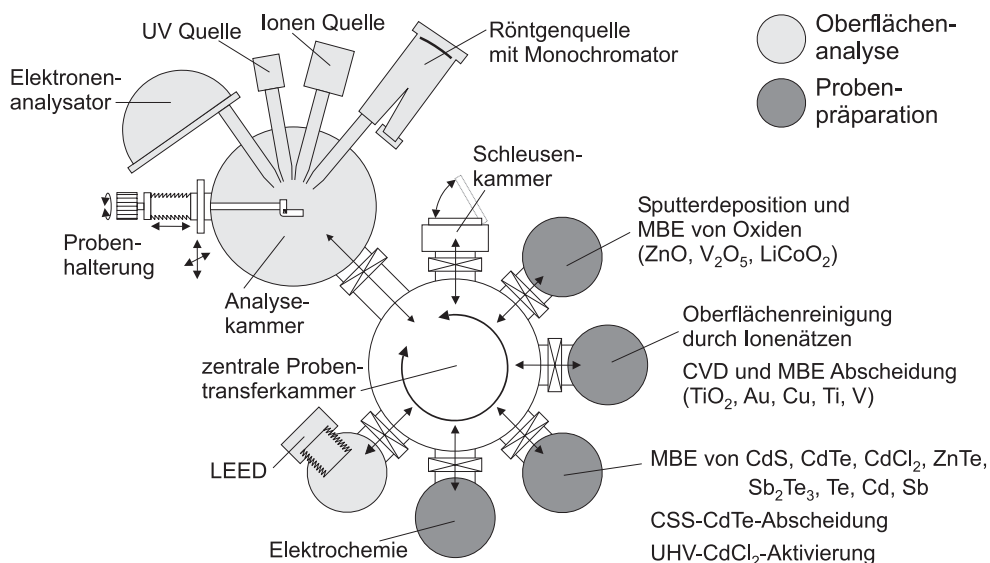 UV Quelle
Ionen Quelle
Röntgenquelle
mit Monochromator
Elektronen-
analysator
Oberflächen-
analyse
Proben-
präparation
Schleusen-
kammer
Proben-
halterung
Analyse-
kammer
Sputterdeposition und
MBE von Oxiden
(ZnO, V₂O₅, LiCoO₂)
Oberflächenreinigung
durch Ionenätzen
CVD und MBE Abscheidung
(TiO₂, Au, Cu, Ti, V)
zentrale Proben-
transferkammer
LEED
Elektrochemie
MBE von CdS, CdTe, CdCl₂, ZnTe,
Sb₂Te₃, Te, Cd, Sb
CSS-CdTe-Abscheidung
UHV-CdCl₂-Aktivierung